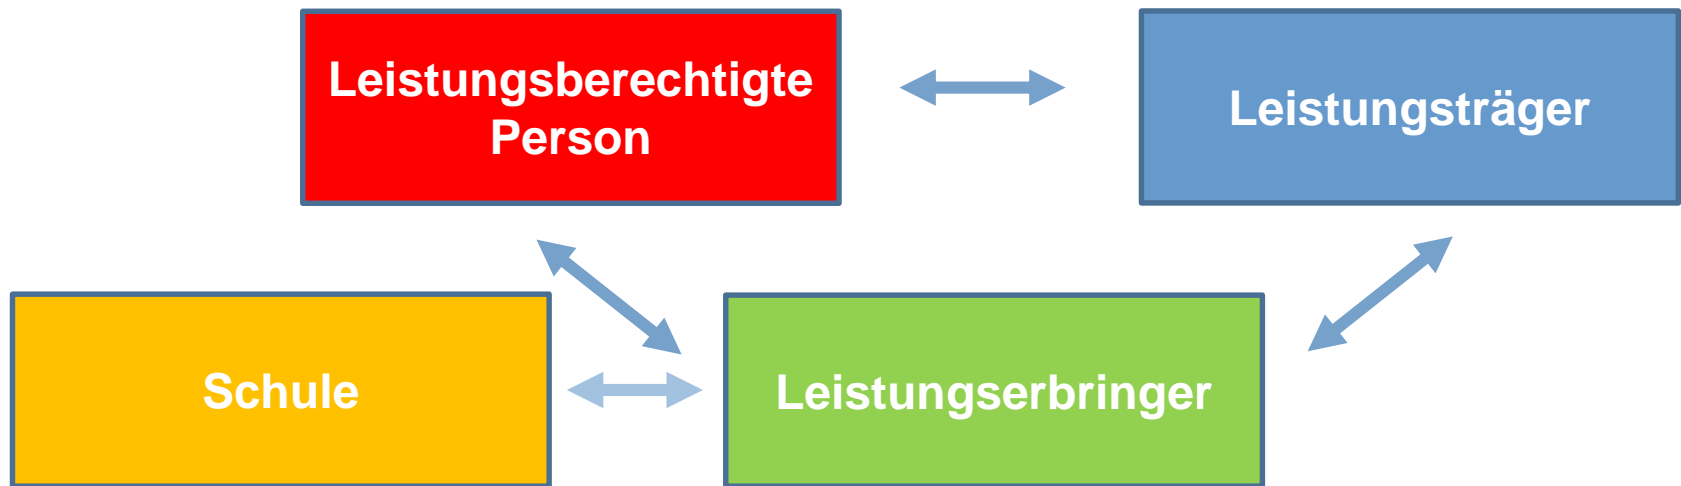 Leistungsberechtigte
Person
Leistungsträger
Schule
Leistungserbringer